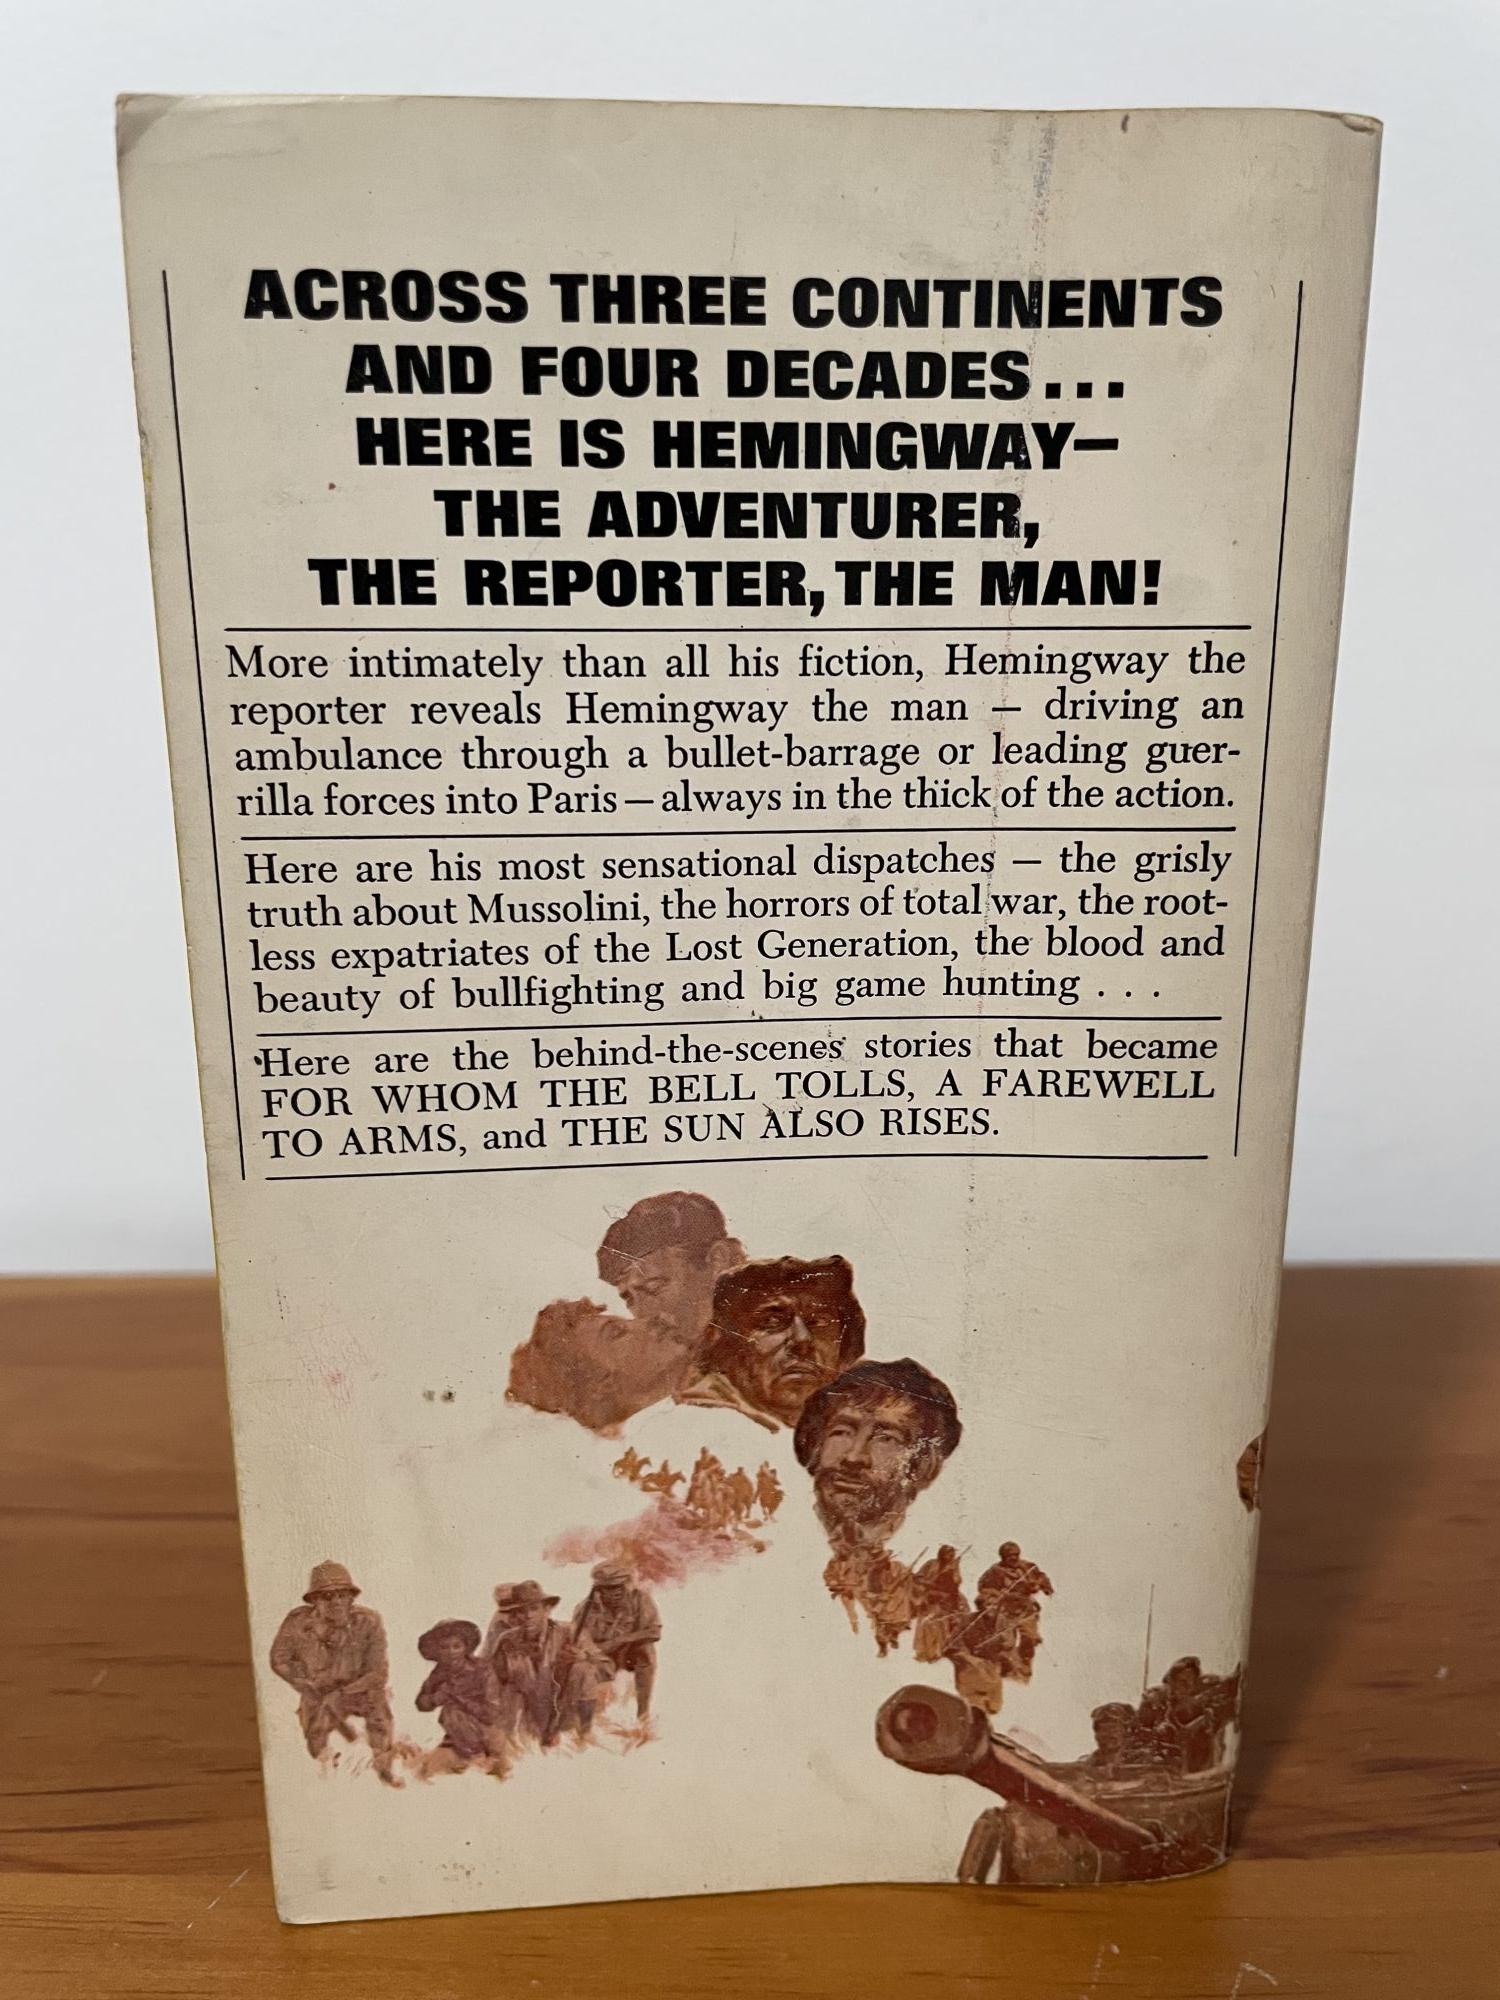 ACROSS THREE CONTINENTS
AND FOUR DECADES...
HERE IS HEMINGWAY—
THE ADVENTURER,
THE REPORTER, THE MAN!
More intimately than all his fiction, Hemingway the
reporter reveals Hemingway the man — driving an
ambulance through a bullet-barrage or leading guer-
rilla forces into Paris — always in the thick of the action.
Here are his most sensational dispatches — the grisly
truth about Mussolini, the horrors of total war, the root-
less expatriates of the Lost Generation, the blood and
beauty of bullfighting and big game hunting . . .
Here are the behind-the-scenes stories that became
FOR WHOM THE BELL TOLLS, A FAREWELL
TO ARMS, and THE SUN ALSO RISES.